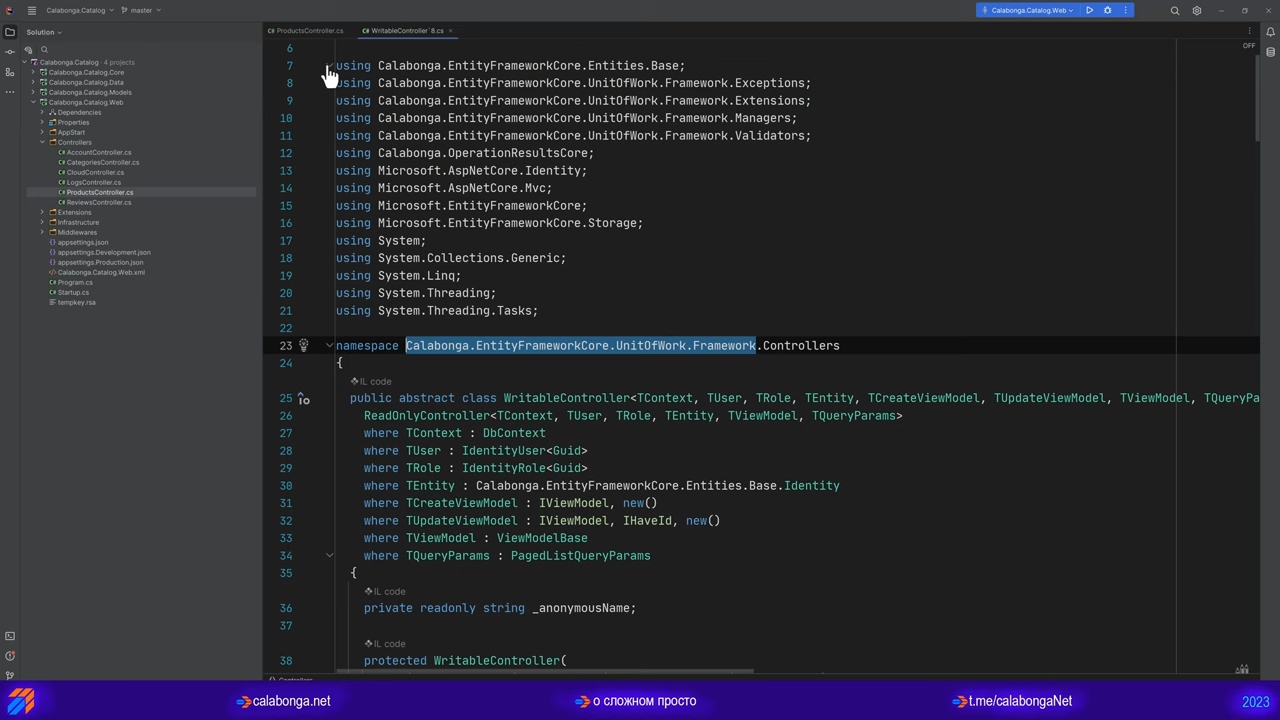 Calabonga.Catalog
master
Calabonga.Catalog.Web
Solution
ProductsController.cs
WritableController`8.cs
OFF
Calabonga.Catalog · 4 projects
Calabonga.Catalog.Core
Calabonga.Catalog.Data
Calabonga.Catalog.Models
Calabonga.Catalog.Web
Dependencies
Properties
AppStart
Controllers
AccountController.cs
CategoriesController.cs
CloudController.cs
LogsController.cs
ProductsController.cs
ReviewsController.cs
Extensions
Infrastructure
Middlewares
appsettings.json
appsettings.Development.json
appsettings.Production.json
Calabonga.Catalog.Web.xml
Program.cs
Startup.cs
tempkey.rsa
6
7 using Calabonga.EntityFrameworkCore.Entities.Base;
8 using Calabonga.EntityFrameworkCore.UnitOfWork.Framework.Exceptions;
9 using Calabonga.EntityFrameworkCore.UnitOfWork.Framework.Extensions;
10 using Calabonga.EntityFrameworkCore.UnitOfWork.Framework.Managers;
11 using Calabonga.EntityFrameworkCore.UnitOfWork.Framework.Validators;
12 using Calabonga.OperationResultsCore;
13 using Microsoft.AspNetCore.Identity;
14 using Microsoft.AspNetCore.Mvc;
15 using Microsoft.EntityFrameworkCore;
16 using Microsoft.EntityFrameworkCore.Storage;
17 using System;
18 using System.Collections.Generic;
19 using System.Linq;
20 using System.Threading;
21 using System.Threading.Tasks;
22
23 namespace Calabonga.EntityFrameworkCore.UnitOfWork.Framework.Controllers
24 {
IL code
25 public abstract class WritableController<TContext, TUser, TRole, TEntity, TCreateViewModel, TUpdateViewModel, TViewModel, TQueryPa
26 ReadOnlyController<TContext, TUser, TRole, TEntity, TViewModel, TQueryParams>
27 where TContext : DbContext
28 where TUser : IdentityUser<Guid>
29 where TRole : IdentityRole<Guid>
30 where TEntity : Calabonga.EntityFrameworkCore.Entities.Base.Identity
31 where TCreateViewModel : IViewModel, new()
32 where TUpdateViewModel : IViewModel, IHaveId, new()
33 where TViewModel : ViewModelBase
34 where TQueryParams : PagedListQueryParams
35 {
IL code
36 private readonly string _anonymousName;
37
IL code
38 protected WritableController(
calabonga.net
о сложном просто
t.me/calabongaNet
2023